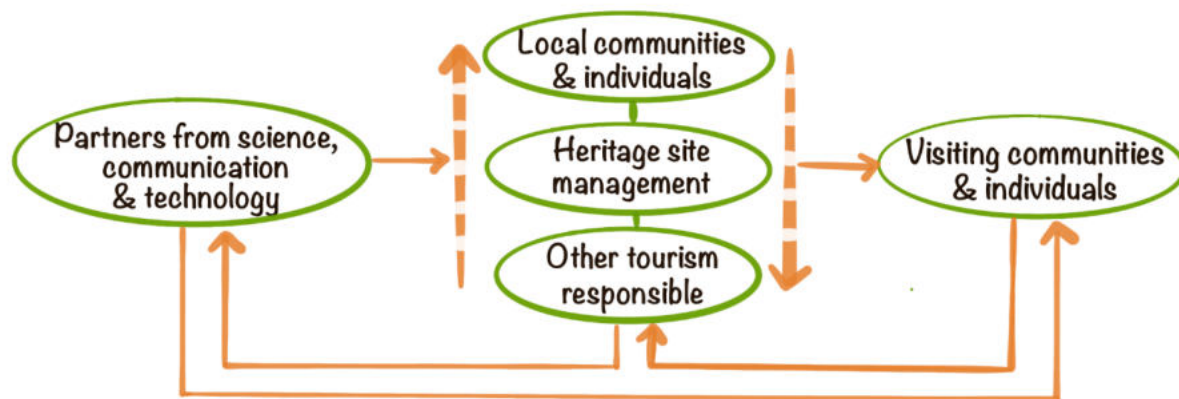 Local communities
& individuals
Partners from science,
communication
& technology
Heritage site
management
Visiting communities
& individuals
Other tourism
responsible